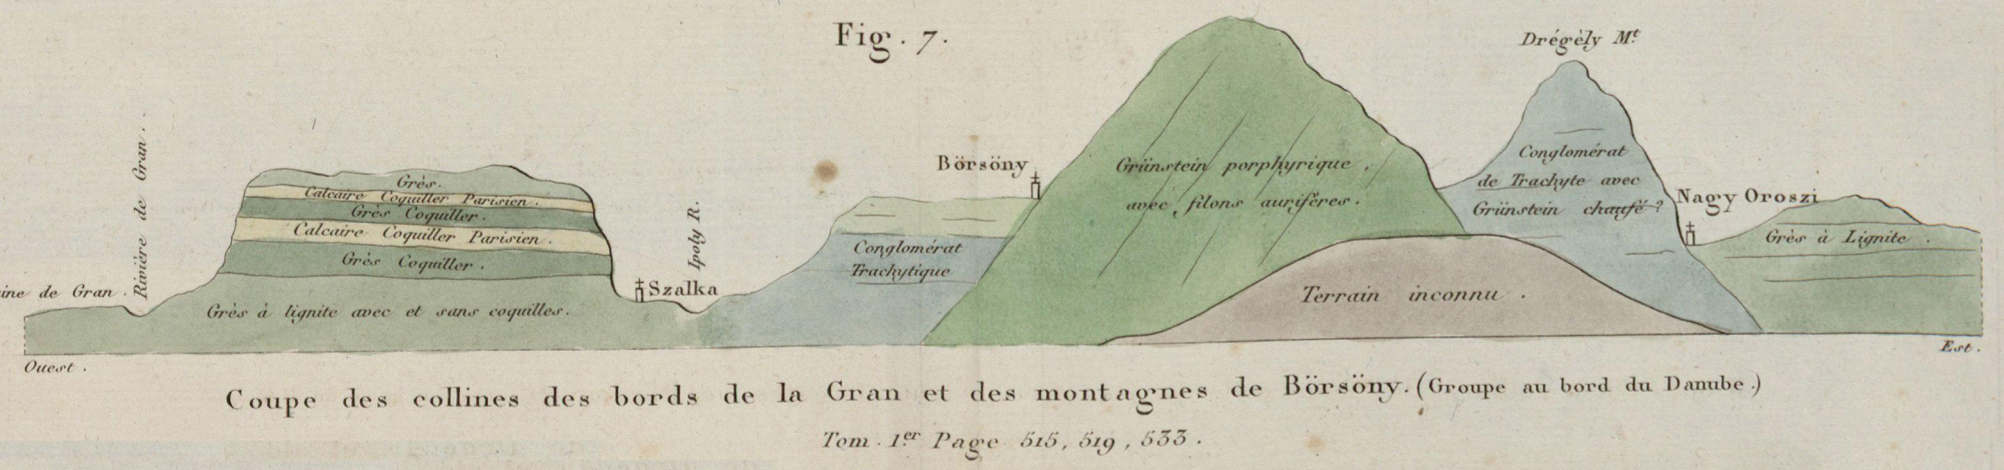 Fig. 7.
Drégèly Mt
Rivière de Gran.
Grès.
Calcaire Coquiller Parisien.
Grès Coquiller.
Calcaire Coquiller Parisien.
Grès Coquiller.
Grès à lignite avec et sans coquilles.
de Gran.
Szalka
Ipoly R.
Börsöny
Conglomérat
Trachytique
Grünstein porphyrique
avec filons aurifères.
Terrain inconnu.
Conglomérat
de Trachyte avec
Grünstein chaufé?
Nagy Oroszi
Grès à Lignite.
Ouest.
Est.
Coupe des collines des bords de la Gran et des montagnes de Börsöny. (Groupe au bord du Danube.)
Tom. 1er Page 515, 519, 533.